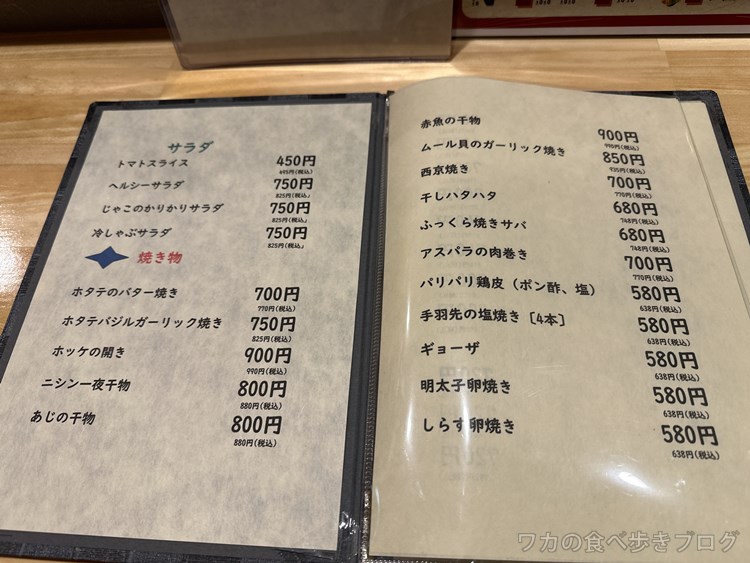 サラダ
トマトスライス 450円
495円(税込)
ヘルシーサラダ 750円
825円(税込)
じゃこのかりかりサラダ 750円
825円(税込)
冷しゃぶサラダ 750円
825円(税込)
焼き物
ホタテのバター焼き 700円
770円(税込)
ホタテバジルガーリック焼き 750円
825円(税込)
ホッケの開き 900円
990円(税込)
ニシン一夜干物 800円
880円(税込)
あじの干物 800円
880円(税込)
赤魚の干物 900円
990円(税込)
ムール貝のガーリック焼き 850円
935円(税込)
西京焼き 700円
770円(税込)
干しハタハタ 680円
748円(税込)
ふっくら焼きサバ 680円
748円(税込)
アスパラの肉巻き 700円
770円(税込)
パリパリ鶏皮（ポン酢、塩） 580円
638円(税込)
手羽先の塩焼き［4本］ 580円
638円(税込)
ギョーザ 580円
638円(税込)
明太子卵焼き 580円
638円(税込)
しらす卵焼き 580円
638円(税込)
ワカの食べ歩きブログ